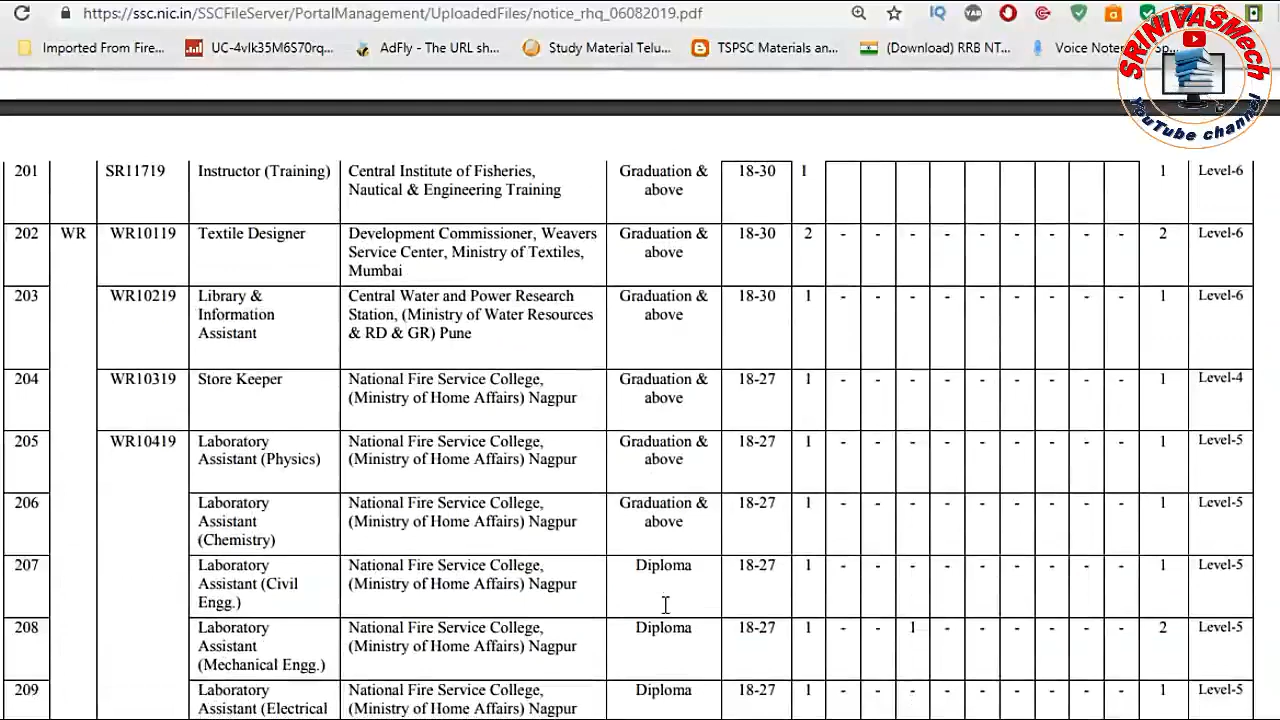 https://ssc.nic.in/SSCFileServer/PortalManagement/UploadedFiles/notice_rhq_06082019.pdf
Imported From Fire... UC-4vlk35M6S70rq... AdFly - The URL sh... Study Material Telu... TSPSC Materials an... (Download) RRB NT... Voice Note
SRINIVASMech
YouTube channel
201 SR11719 Instructor (Training) Central Institute of Fisheries, Graduation & 18-30 1 1 Level-6
Nautical & Engineering Training above
202 WR WR10119 Textile Designer Development Commissioner, Weavers Graduation & 18-30 2 - - - - - - - - - 2 Level-6
Service Center, Ministry of Textiles, above
Mumbai
203 WR10219 Library & Central Water and Power Research Graduation & 18-30 1 - - - - - - - - - 1 Level-6
Information Station, (Ministry of Water Resources above
Assistant & RD & GR) Pune
204 WR10319 Store Keeper National Fire Service College, Graduation & 18-27 1 - - - - - - - - - 1 Level-4
(Ministry of Home Affairs) Nagpur above
205 WR10419 Laboratory National Fire Service College, Graduation & 18-27 1 - - - - - - - - - 1 Level-5
Assistant (Physics) (Ministry of Home Affairs) Nagpur above
206 Laboratory National Fire Service College, Graduation & 18-27 1 - - - - - - - - - 1 Level-5
Assistant (Ministry of Home Affairs) Nagpur above
(Chemistry)
207 Laboratory National Fire Service College, Diploma 18-27 1 - - - - - - - - - 1 Level-5
Assistant (Civil (Ministry of Home Affairs) Nagpur
Engg.)
208 Laboratory National Fire Service College, Diploma 18-27 1 - - 1 - - - - - - 2 Level-5
Assistant (Ministry of Home Affairs) Nagpur
(Mechanical Engg.)
209 Laboratory National Fire Service College, Diploma 18-27 1 - - - - - - - - - 1 Level-5
Assistant (Electrical (Ministry of Home Affairs) Nagpur